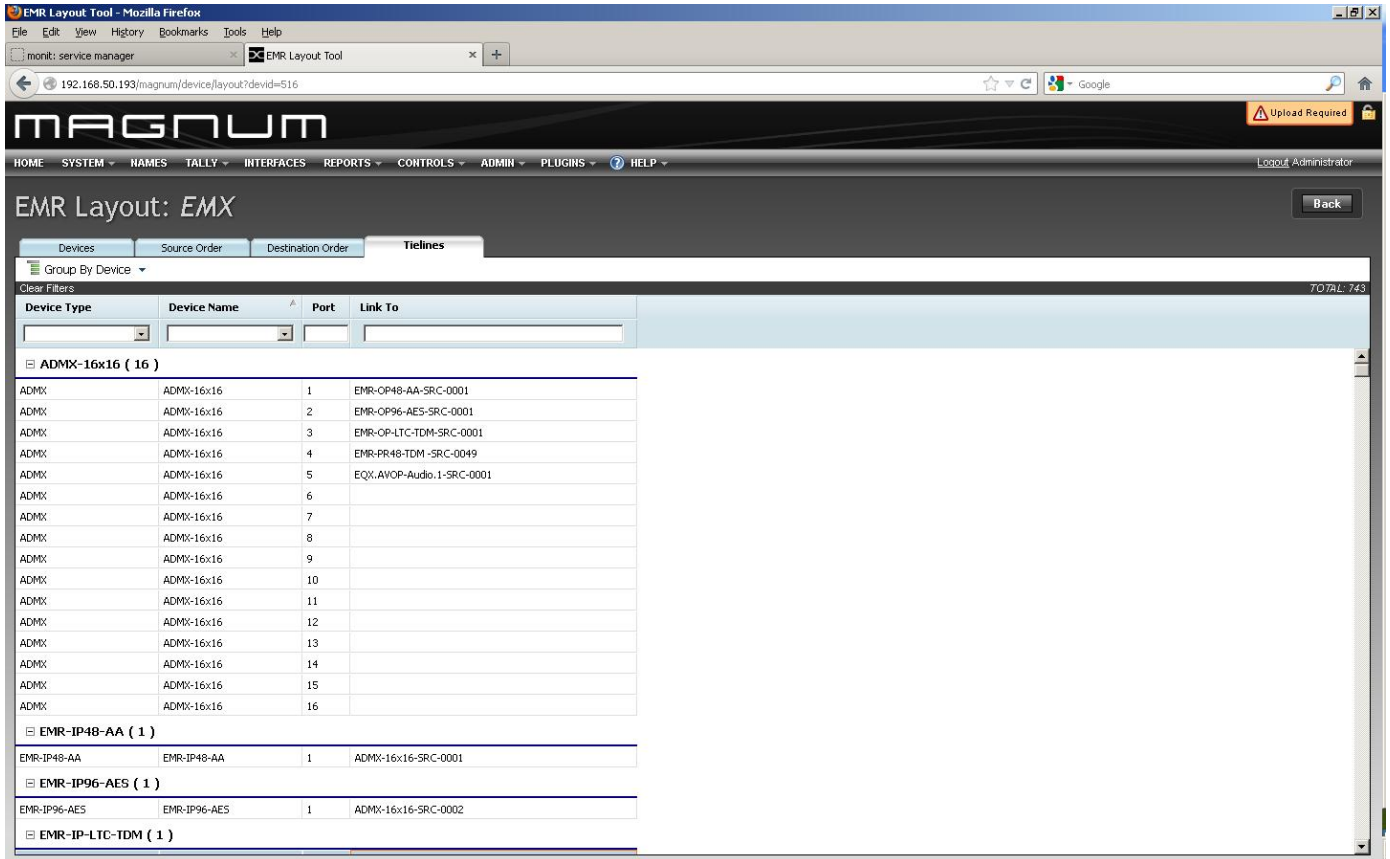 EMR Layout Tool - Mozilla Firefox
File Edit View History Bookmarks Tools Help
monit: service manager × EMR Layout Tool × +
192.168.50.193/magnum/device/layout?devid=516 Google
MAGNUM Upload Required
HOME SYSTEM NAMES TALLY INTERFACES REPORTS CONTROLS ADMIN PLUGINS ? HELP Logout Administrator
EMR Layout: EMX Back
Devices Source Order Destination Order Tielines
Group By Device
Clear Filters TOTAL: 743
Device Type Device Name Port Link To
ADMX-16x16 ( 16 )
ADMX ADMX-16x16 1 EMR-OP48-AA-SRC-0001
ADMX ADMX-16x16 2 EMR-OP96-AES-SRC-0001
ADMX ADMX-16x16 3 EMR-OP-LTC-TDM-SRC-0001
ADMX ADMX-16x16 4 EMR-PR48-TDM -SRC-0049
ADMX ADMX-16x16 5 EQX.AVOP-Audio.1-SRC-0001
ADMX ADMX-16x16 6
ADMX ADMX-16x16 7
ADMX ADMX-16x16 8
ADMX ADMX-16x16 9
ADMX ADMX-16x16 10
ADMX ADMX-16x16 11
ADMX ADMX-16x16 12
ADMX ADMX-16x16 13
ADMX ADMX-16x16 14
ADMX ADMX-16x16 15
ADMX ADMX-16x16 16
EMR-IP48-AA ( 1 )
EMR-IP48-AA EMR-IP48-AA 1 ADMX-16x16-SRC-0001
EMR-IP96-AES ( 1 )
EMR-IP96-AES EMR-IP96-AES 1 ADMX-16x16-SRC-0002
EMR-IP-LTC-TDM ( 1 )